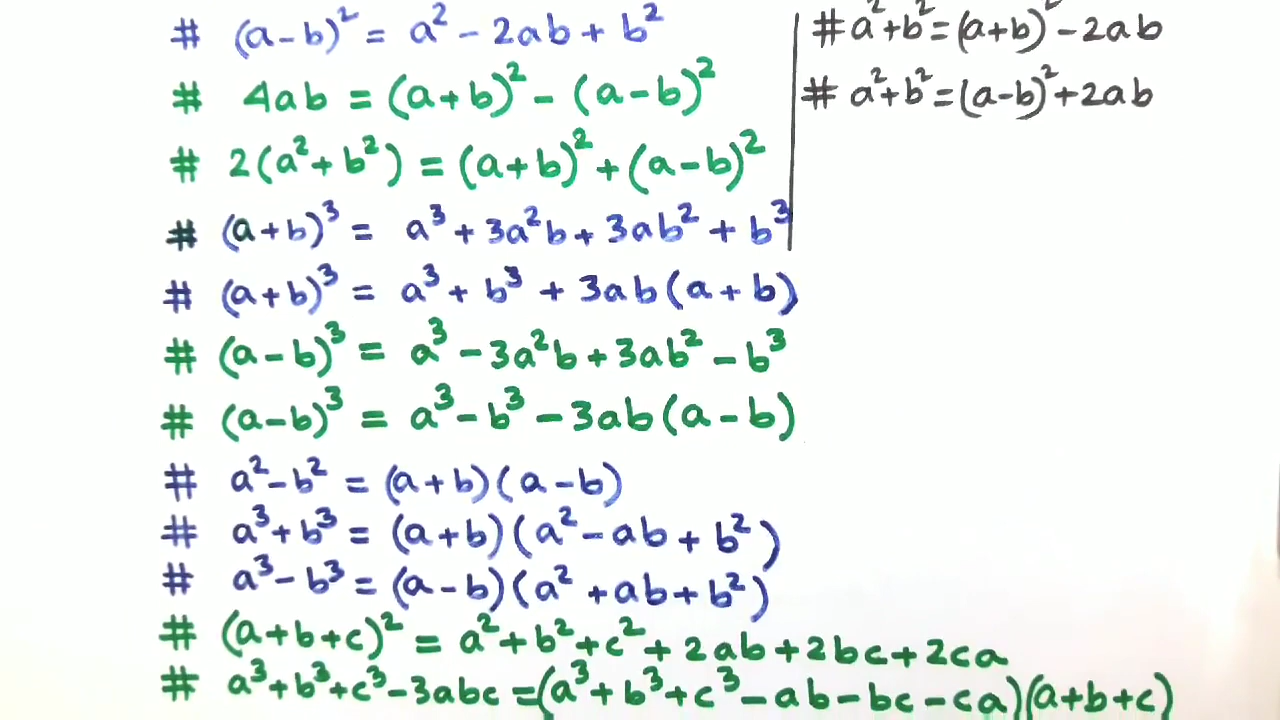 # (a-b)² = a² - 2ab + b²
# 4ab = (a+b)² - (a-b)²
# 2(a²+b²) = (a+b)² + (a-b)²
# (a+b)³ = a³ + 3a²b + 3ab² + b³
# (a+b)³ = a³ + b³ + 3ab(a+b)
# (a-b)³ = a³ - 3a²b + 3ab² - b³
# (a-b)³ = a³ - b³ - 3ab(a-b)
# a² - b² = (a+b)(a-b)
# a³ + b³ = (a+b)(a² - ab + b²)
# a³ - b³ = (a-b)(a² + ab + b²)
# (a+b+c)² = a² + b² + c² + 2ab + 2bc + 2ca
# a³+b³+c³-3abc = (a³+b³+c³-ab-bc-ca)(a+b+c)
# a²+b² = (a+b)² - 2ab
# a²+b² = (a-b)² + 2ab